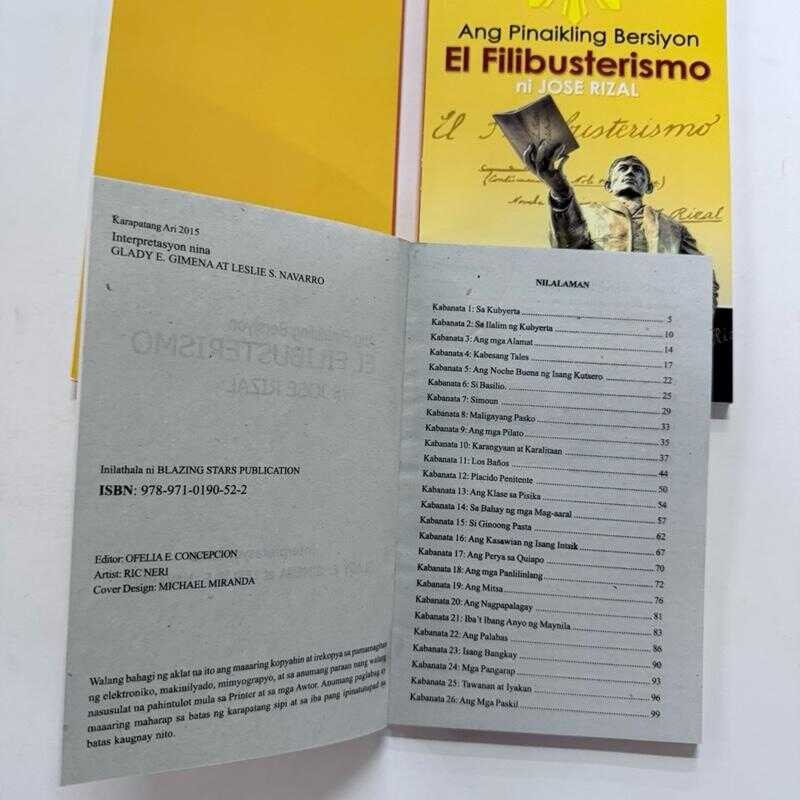 Ang Pinaikling Bersiyon
El Filibusterismo
ni JOSE RIZAL
El Filibusterismo
Rizal
Karapatang Ari 2015
Interpretasyon nina
GLADY E. GIMENA AT LESLIE S. NAVARRO
Inilathala ni BLAZING STARS PUBLICATION
ISBN: 978-971-0190-52-2
Editor: OFELIA E. CONCEPCION
Artist: RIC NERI
Cover Design: MICHAEL MIRANDA
Walang bahagi ng aklat na ito ang maaaring kopyahin at irekopya sa pamamagitan
ng elektroniko, makinilyado, mimyograpyo, at sa anumang paraan nang walang
nasusulat na pahintulot mula sa Printer at sa mga Awtor. Anumang paglabag ay
maaaring maharap sa batas ng karapatang sipi at sa iba pang ipinatutupad na
batas kaugnay nito.
NILALAMAN
Kabanata 1: Sa Kubyerta 5
Kabanata 2: Sa Ilalim ng Kubyerta 10
Kabanata 3: Ang mga Alamat 14
Kabanata 4: Kabesang Tales 17
Kabanata 5: Ang Noche Buena ng Isang Kutsero 22
Kabanata 6: Si Basilio 25
Kabanata 7: Simoun 29
Kabanata 8: Maligayang Pasko 33
Kabanata 9: Ang mga Pilato 35
Kabanata 10: Karangyaan at Karalitaan 37
Kabanata 11: Los Baños 44
Kabanata 12: Placido Penitente 50
Kabanata 13: Ang Klase sa Pisika 54
Kabanata 14: Sa Bahay ng mga Mag-aaral 57
Kabanata 15: Si Ginoong Pasta 62
Kabanata 16: Ang Kasawian ng Isang Intsik 67
Kabanata 17: Ang Perya sa Quiapo 70
Kabanata 18: Ang mga Panlilinlang 72
Kabanata 19: Ang Mitsa 76
Kabanata 20: Ang Nagpapalagay 81
Kabanata 21: Iba't Ibang Anyo ng Maynila 83
Kabanata 22: Ang Palabas 86
Kabanata 23: Isang Bangkay 90
Kabanata 24: Mga Pangarap 93
Kabanata 25: Tawanan at Iyakan 96
Kabanata 26: Ang Mga Paskil 99